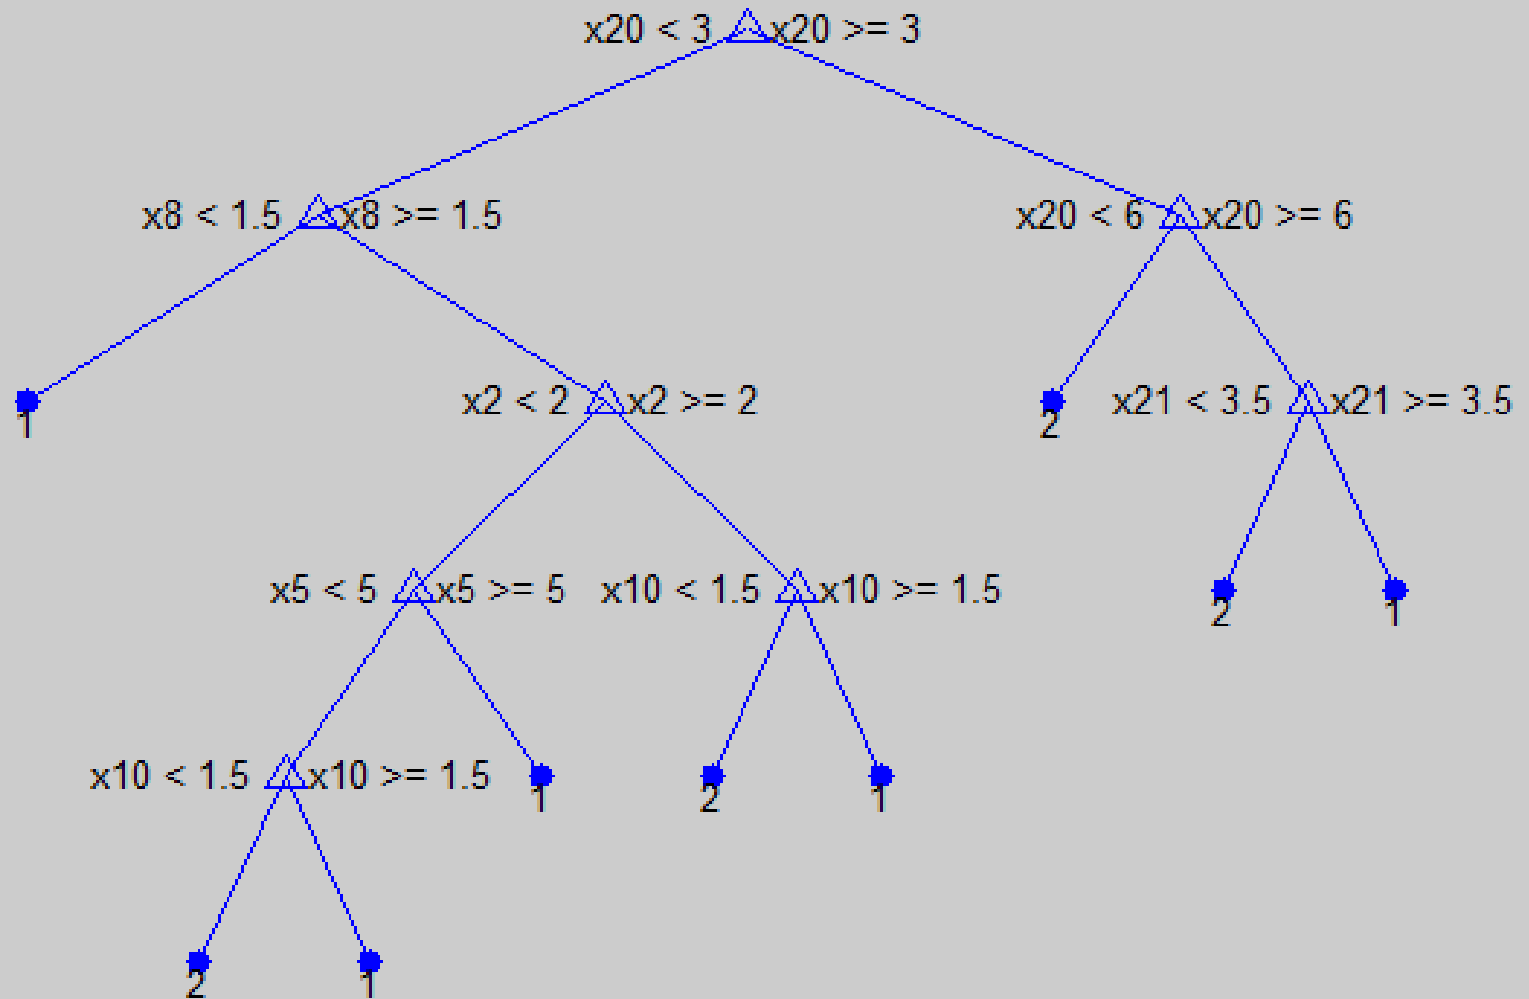 x20 < 3 x20 >= 3
x8 < 1.5 x8 >= 1.5 x20 < 6 x20 >= 6
1 x2 < 2 x2 >= 2 2 x21 < 3.5 x21 >= 3.5
x5 < 5 x5 >= 5 x10 < 1.5 x10 >= 1.5 2 1
x10 < 1.5 x10 >= 1.5 1 2 1
2 1